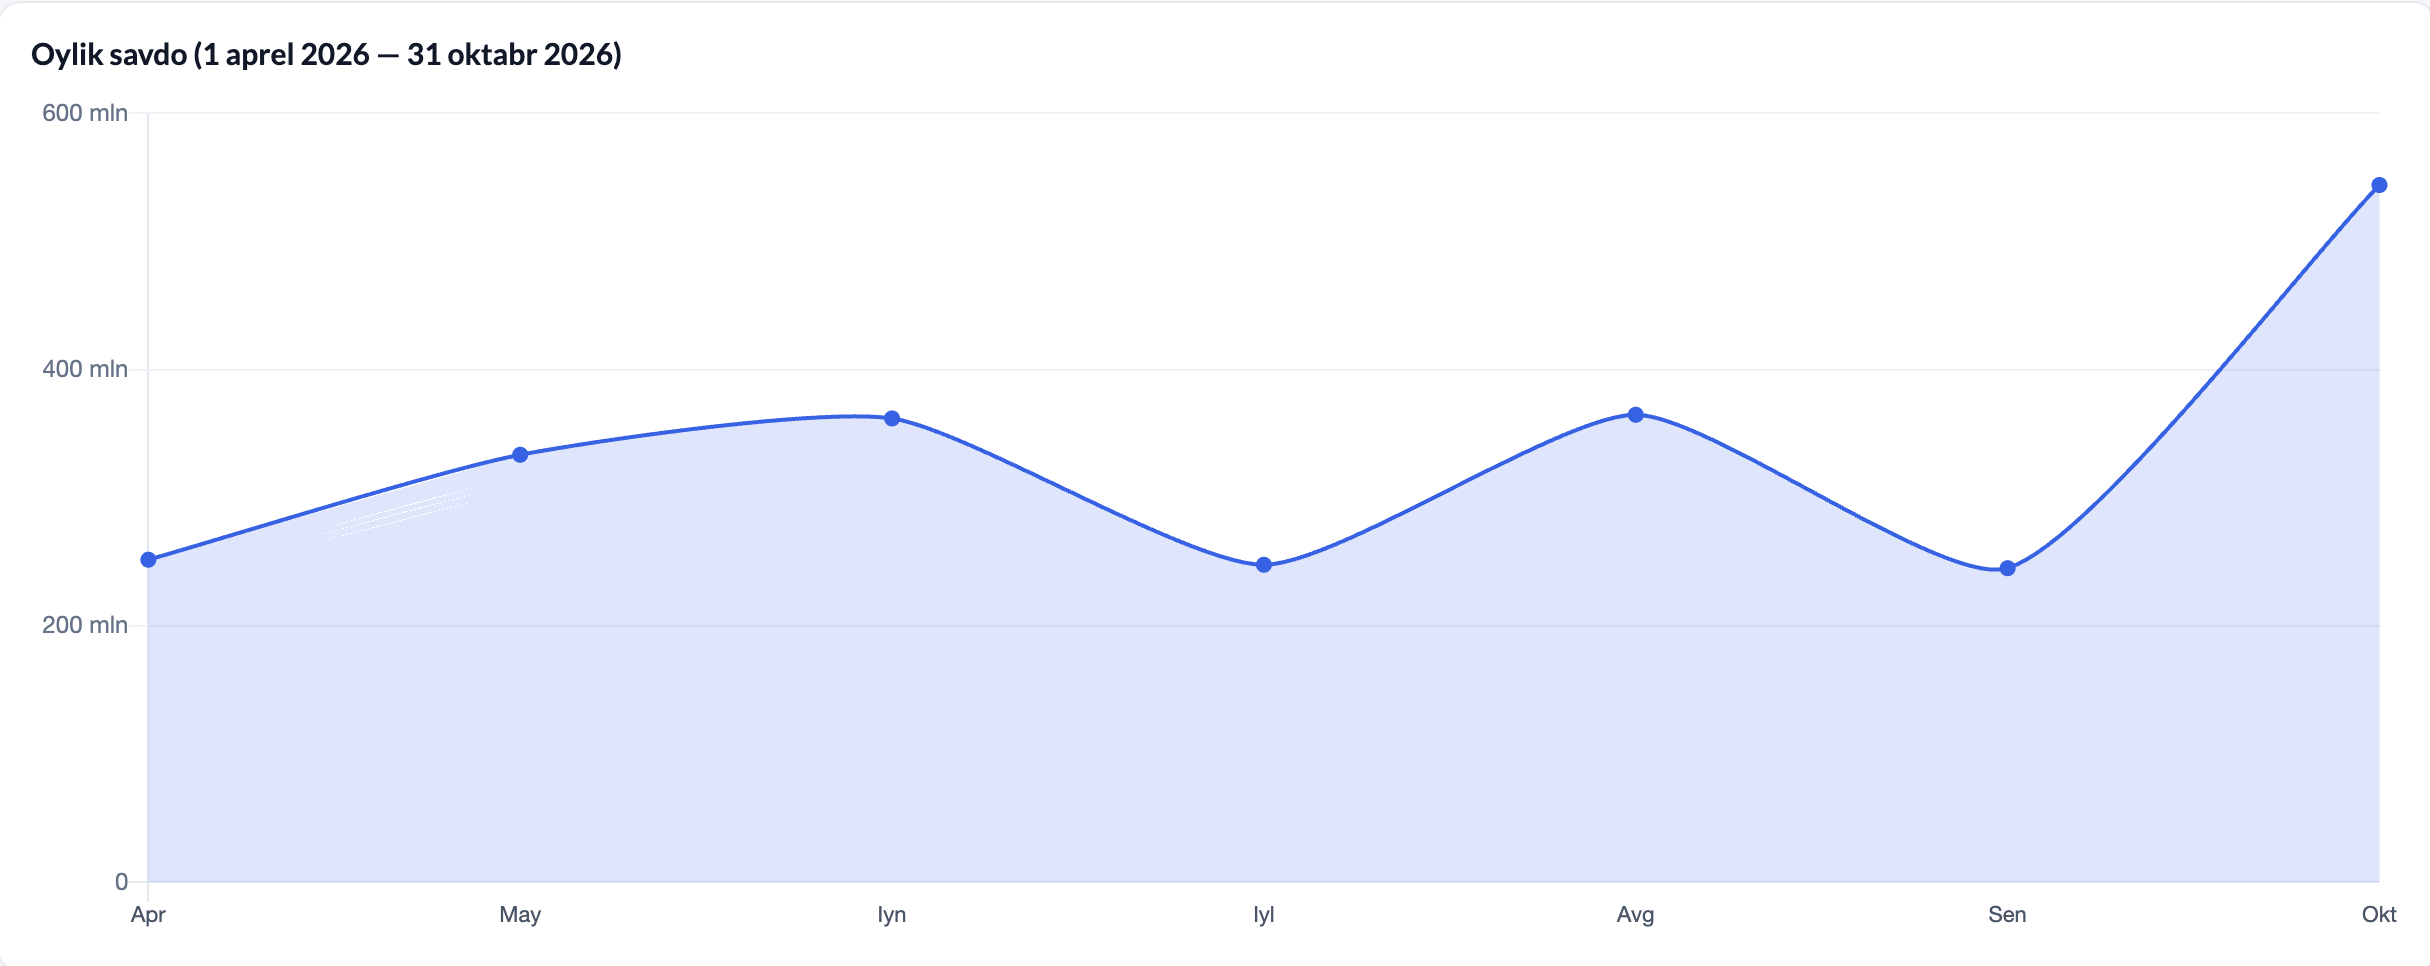 Oylik savdo (1 aprel 2026 — 31 oktabr 2026)
600 mln
400 mln
200 mln
0
Apr May Iyn Iyl Avg Sen Okt